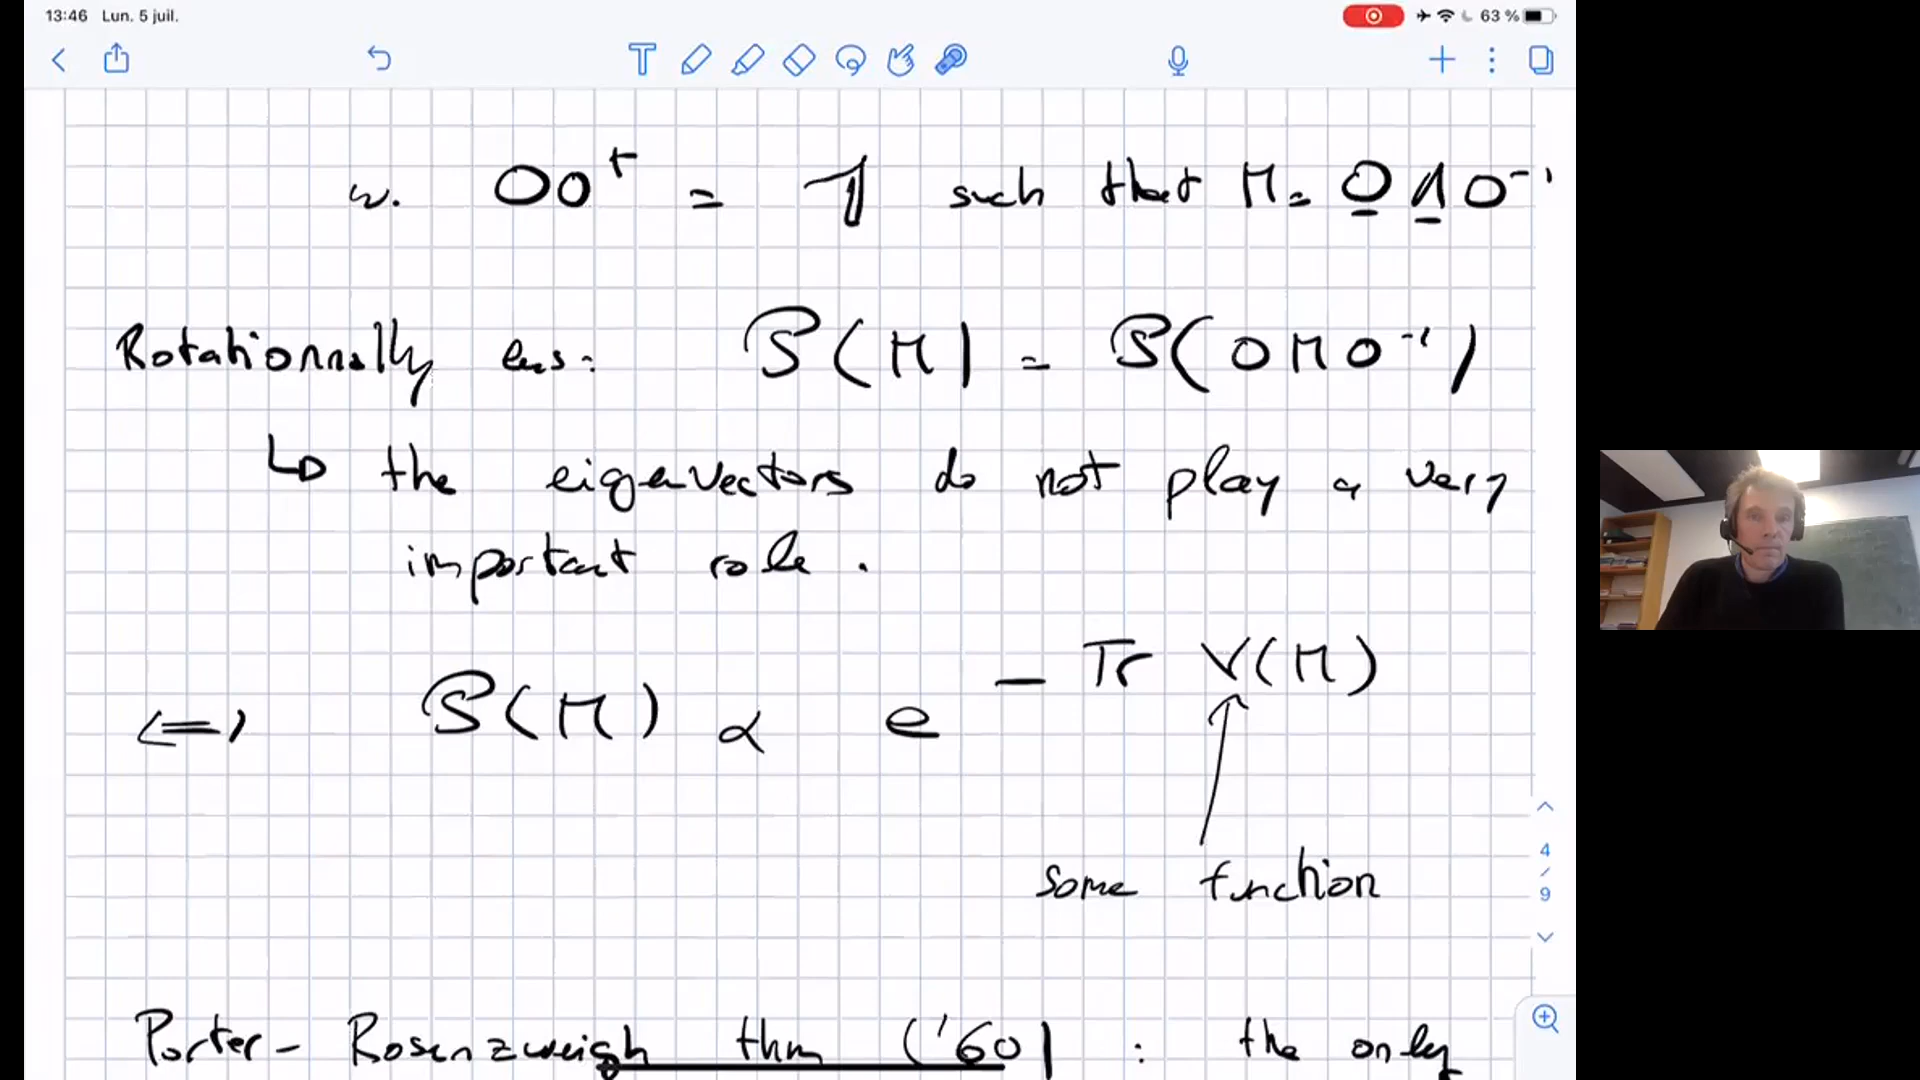 13:46 Lun. 5 juil. 63 %
w. OO⁺ = 1 such that M = O Λ O⁻¹
Rotationnally ens: P(M) = P(OMO⁻¹)
↳ the eigenvectors do not play a very
important role.
⟺ P(M) ∝ e^{- Tr V(M)}
some function
4
/
9
Porter-Rosenzweigh thm ('60) : the only